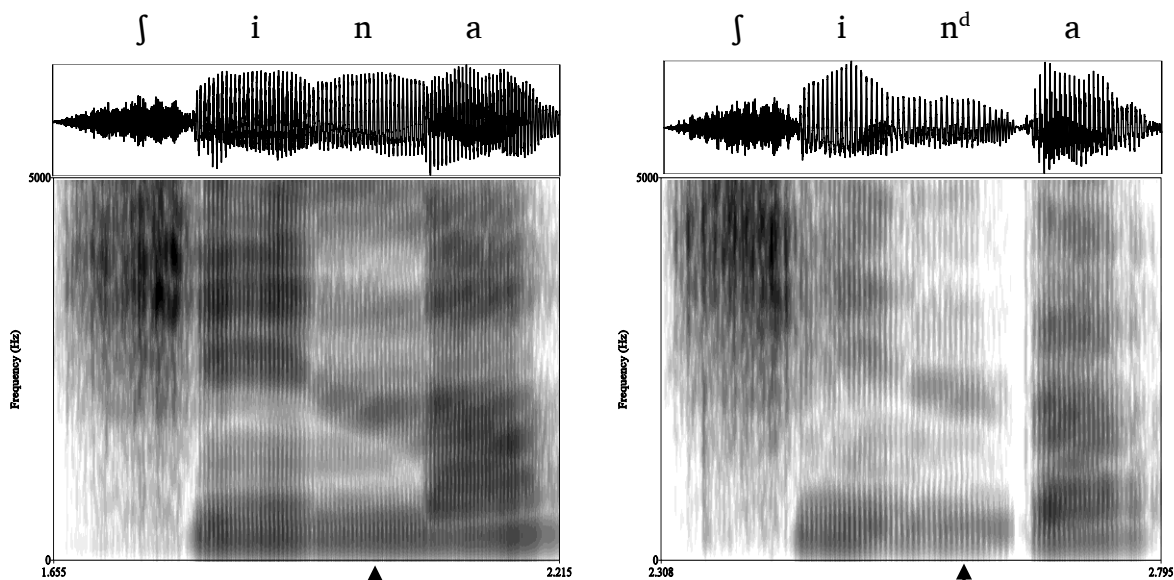 ʃ i n a
ʃ i nᵈ a
5000
Frequency (Hz)
0
1.655 2.215
5000
Frequency (Hz)
0
2.308 2.795